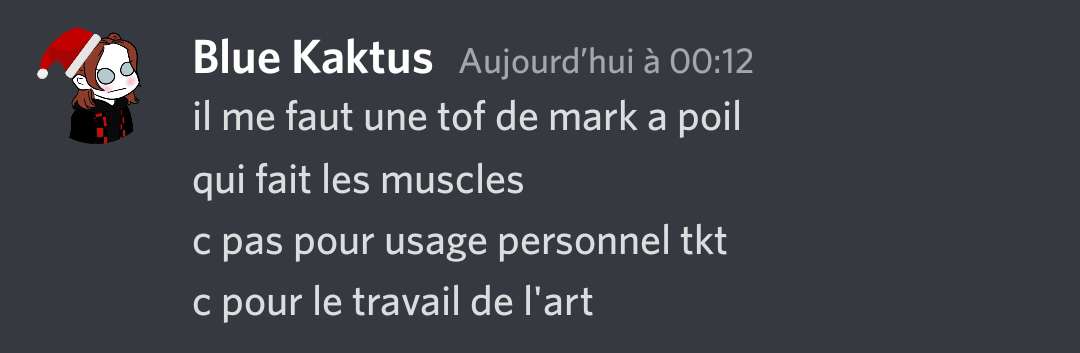 Blue Kaktus Aujourd’hui à 00:12
il me faut une tof de mark a poil
qui fait les muscles
c pas pour usage personnel tkt
c pour le travail de l'art